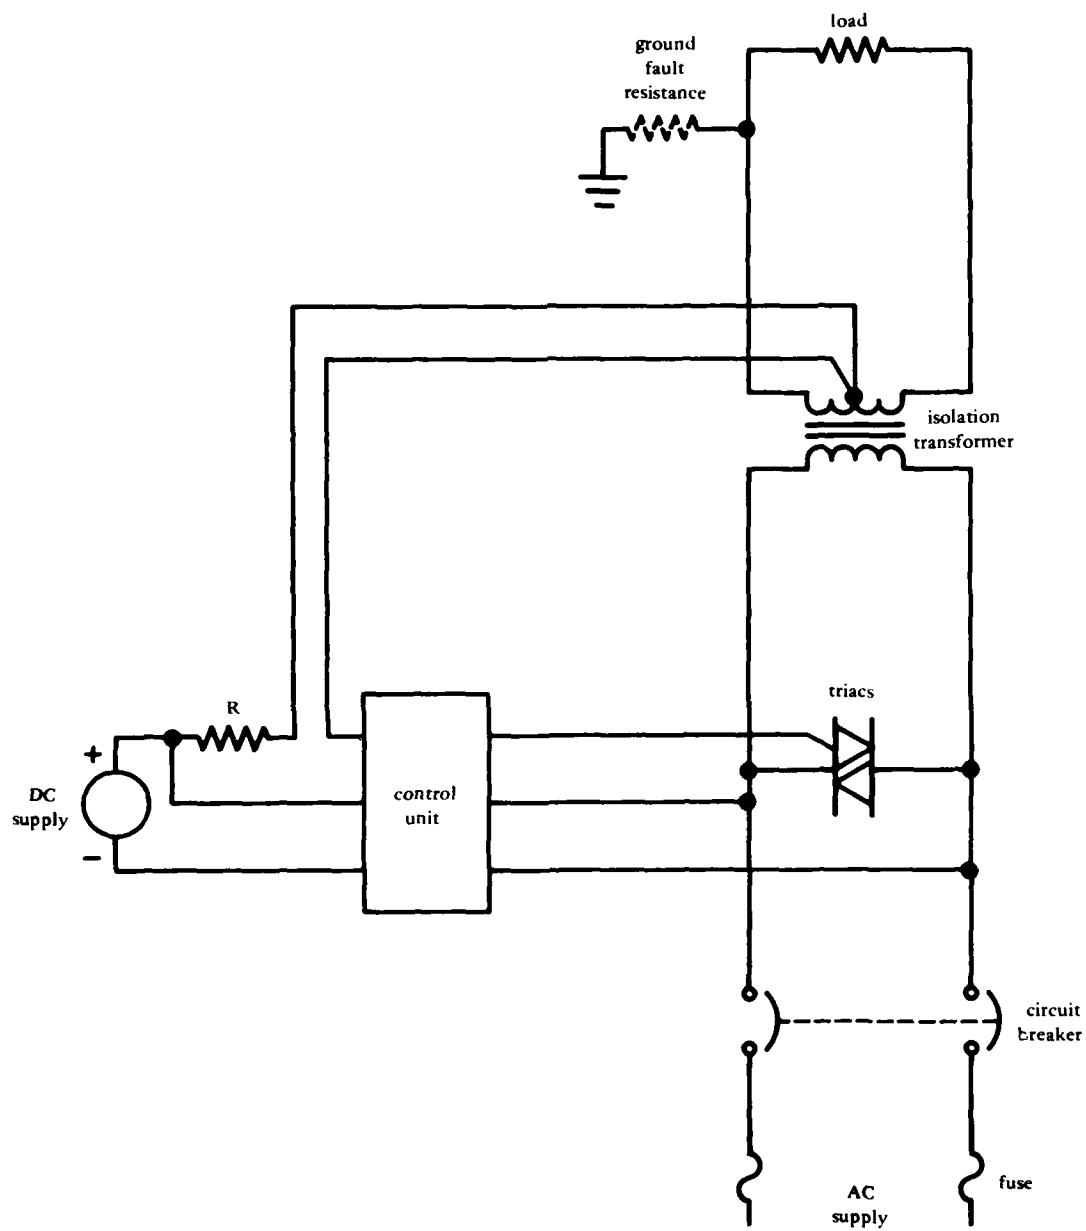 load
ground
fault
resistance
isolation
transformer
triacs
R
+
DC
supply
−
control
unit
circuit
breaker
fuse
AC
supply